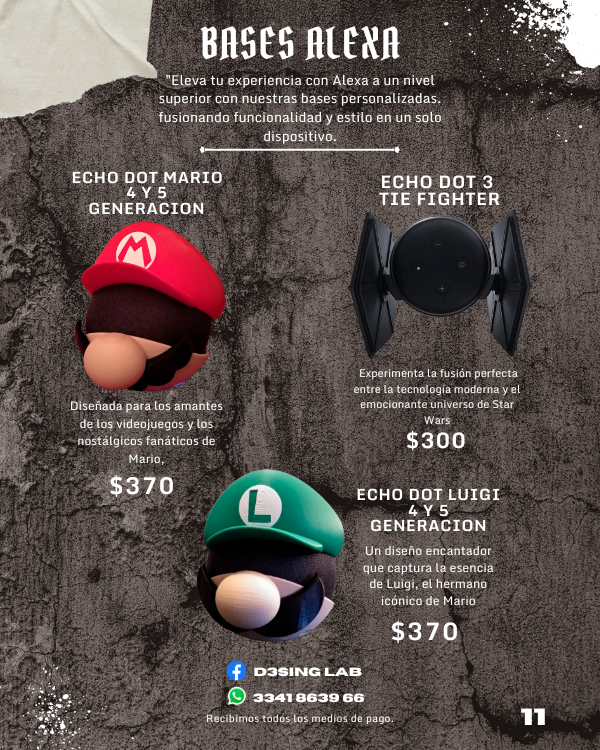 BASES ALEXA
"Eleva tu experiencia con Alexa a un nivel
superior con nuestras bases personalizadas.
fusionando funcionalidad y estilo en un solo
dispositivo.
ECHO DOT MARIO
4 Y 5
GENERACION
M
Diseñada para los amantes
de los videojuegos y los
nostálgicos fanáticos de
Mario,
$370
ECHO DOT 3
TIE FIGHTER
Experimenta la fusión perfecta
entre la tecnología moderna y el
emocionante universo de Star
Wars
$300
L
ECHO DOT LUIGI
4 Y 5
GENERACION
Un diseño encantador
que captura la esencia
de Luigi, el hermano
icónico de Mario
$370
D3SING LAB
3341 8639 66
Recibimos todos los medios de pago.
11